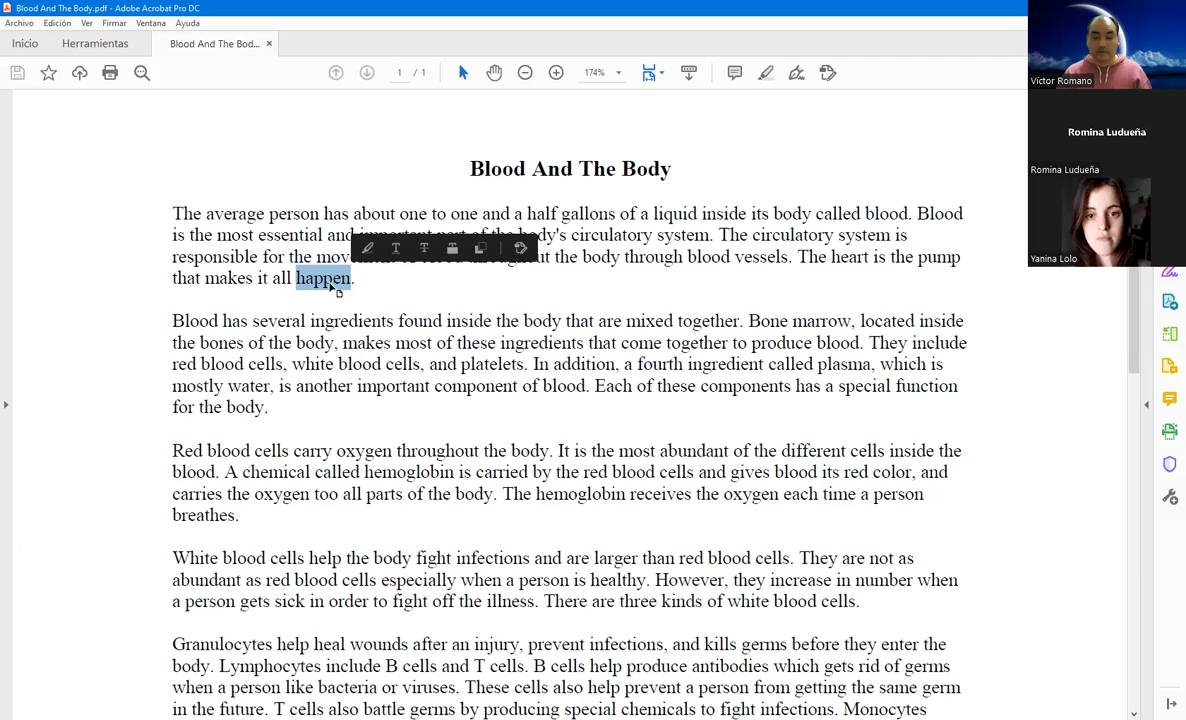 Blood And The Body.pdf - Adobe Acrobat Pro DC
Archivo Edición Ver Firmar Ventana Ayuda
Inicio Herramientas Blood And The Bod... ×
1 / 1 174%
Víctor Romano
Romina Ludueña
Romina Ludueña
Yanina Lolo
Blood And The Body
The average person has about one to one and a half gallons of a liquid inside its body called blood. Blood
is the most essential and important part of the body's circulatory system. The circulatory system is
responsible for the throughout the body through blood vessels. The heart is the pump
that makes it all happen.
Blood has several ingredients found inside the body that are mixed together. Bone marrow, located inside
the bones of the body, makes most of these ingredients that come together to produce blood. They include
red blood cells, white blood cells, and platelets. In addition, a fourth ingredient called plasma, which is
mostly water, is another important component of blood. Each of these components has a special function
for the body.
Red blood cells carry oxygen throughout the body. It is the most abundant of the different cells inside the
blood. A chemical called hemoglobin is carried by the red blood cells and gives blood its red color, and
carries the oxygen too all parts of the body. The hemoglobin receives the oxygen each time a person
breathes.
White blood cells help the body fight infections and are larger than red blood cells. They are not as
abundant as red blood cells especially when a person is healthy. However, they increase in number when
a person gets sick in order to fight off the illness. There are three kinds of white blood cells.
Granulocytes help heal wounds after an injury, prevent infections, and kills germs before they enter the
body. Lymphocytes include B cells and T cells. B cells help produce antibodies which gets rid of germs
when a person like bacteria or viruses. These cells also help prevent a person from getting the same germ
in the future. T cells also battle germs by producing special chemicals to fight infections. Monocytes